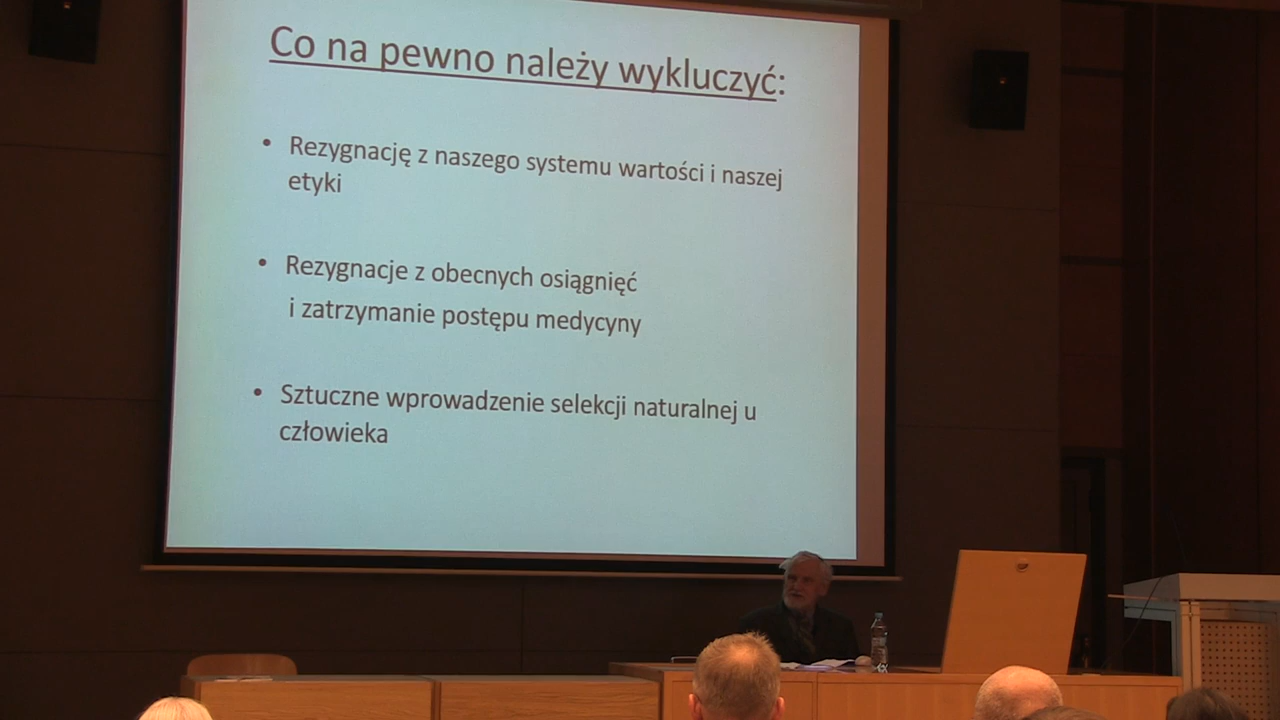 Co na pewno należy wykluczyć:
• Rezygnację z naszego systemu wartości i naszej
etyki
• Rezygnacje z obecnych osiągnięć
i zatrzymanie postępu medycyny
• Sztuczne wprowadzenie selekcji naturalnej u
człowieka